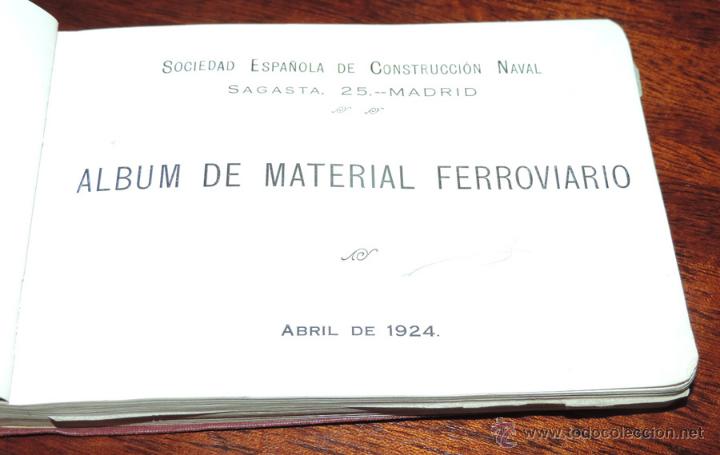 SOCIEDAD ESPAÑOLA DE CONSTRUCCIÓN NAVAL
SAGASTA, 25.--MADRID
ALBUM DE MATERIAL FERROVIARIO
ABRIL DE 1924.
© www.todocoleccion.net